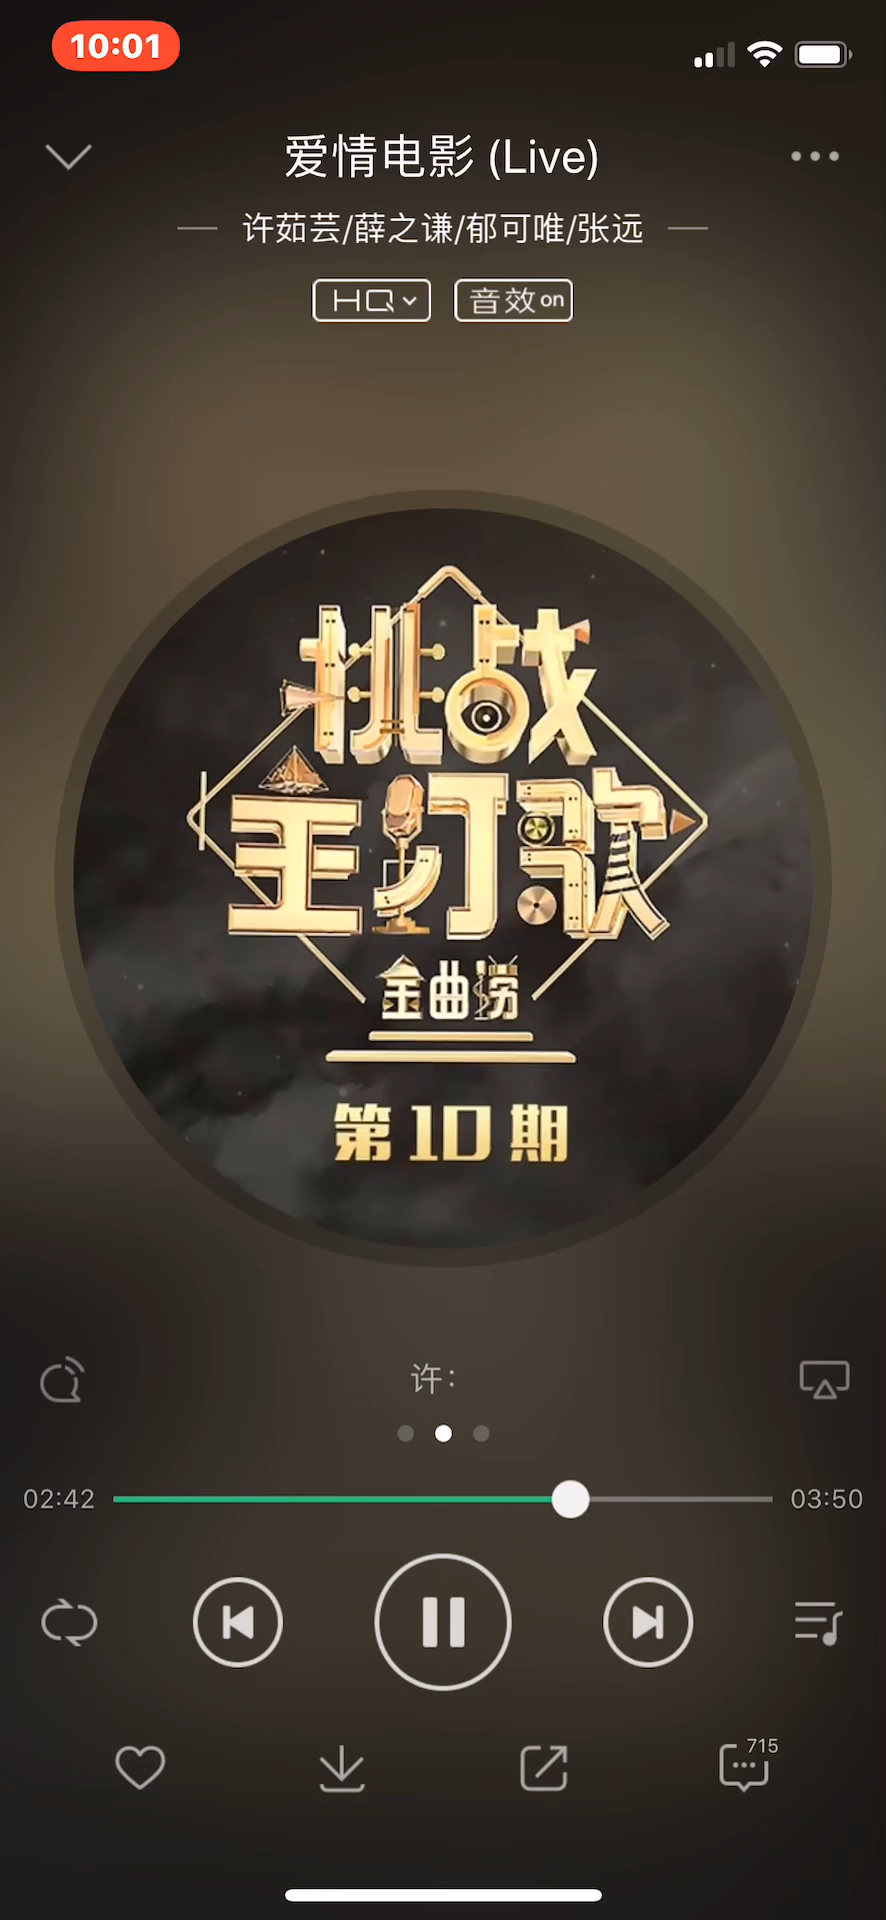 10:01
爱情电影 (Live)
许茹芸/薛之谦/郁可唯/张远
HQ
音效on
挑战
主打歌
金曲捞
第10期
许：
02:42
03:50
715